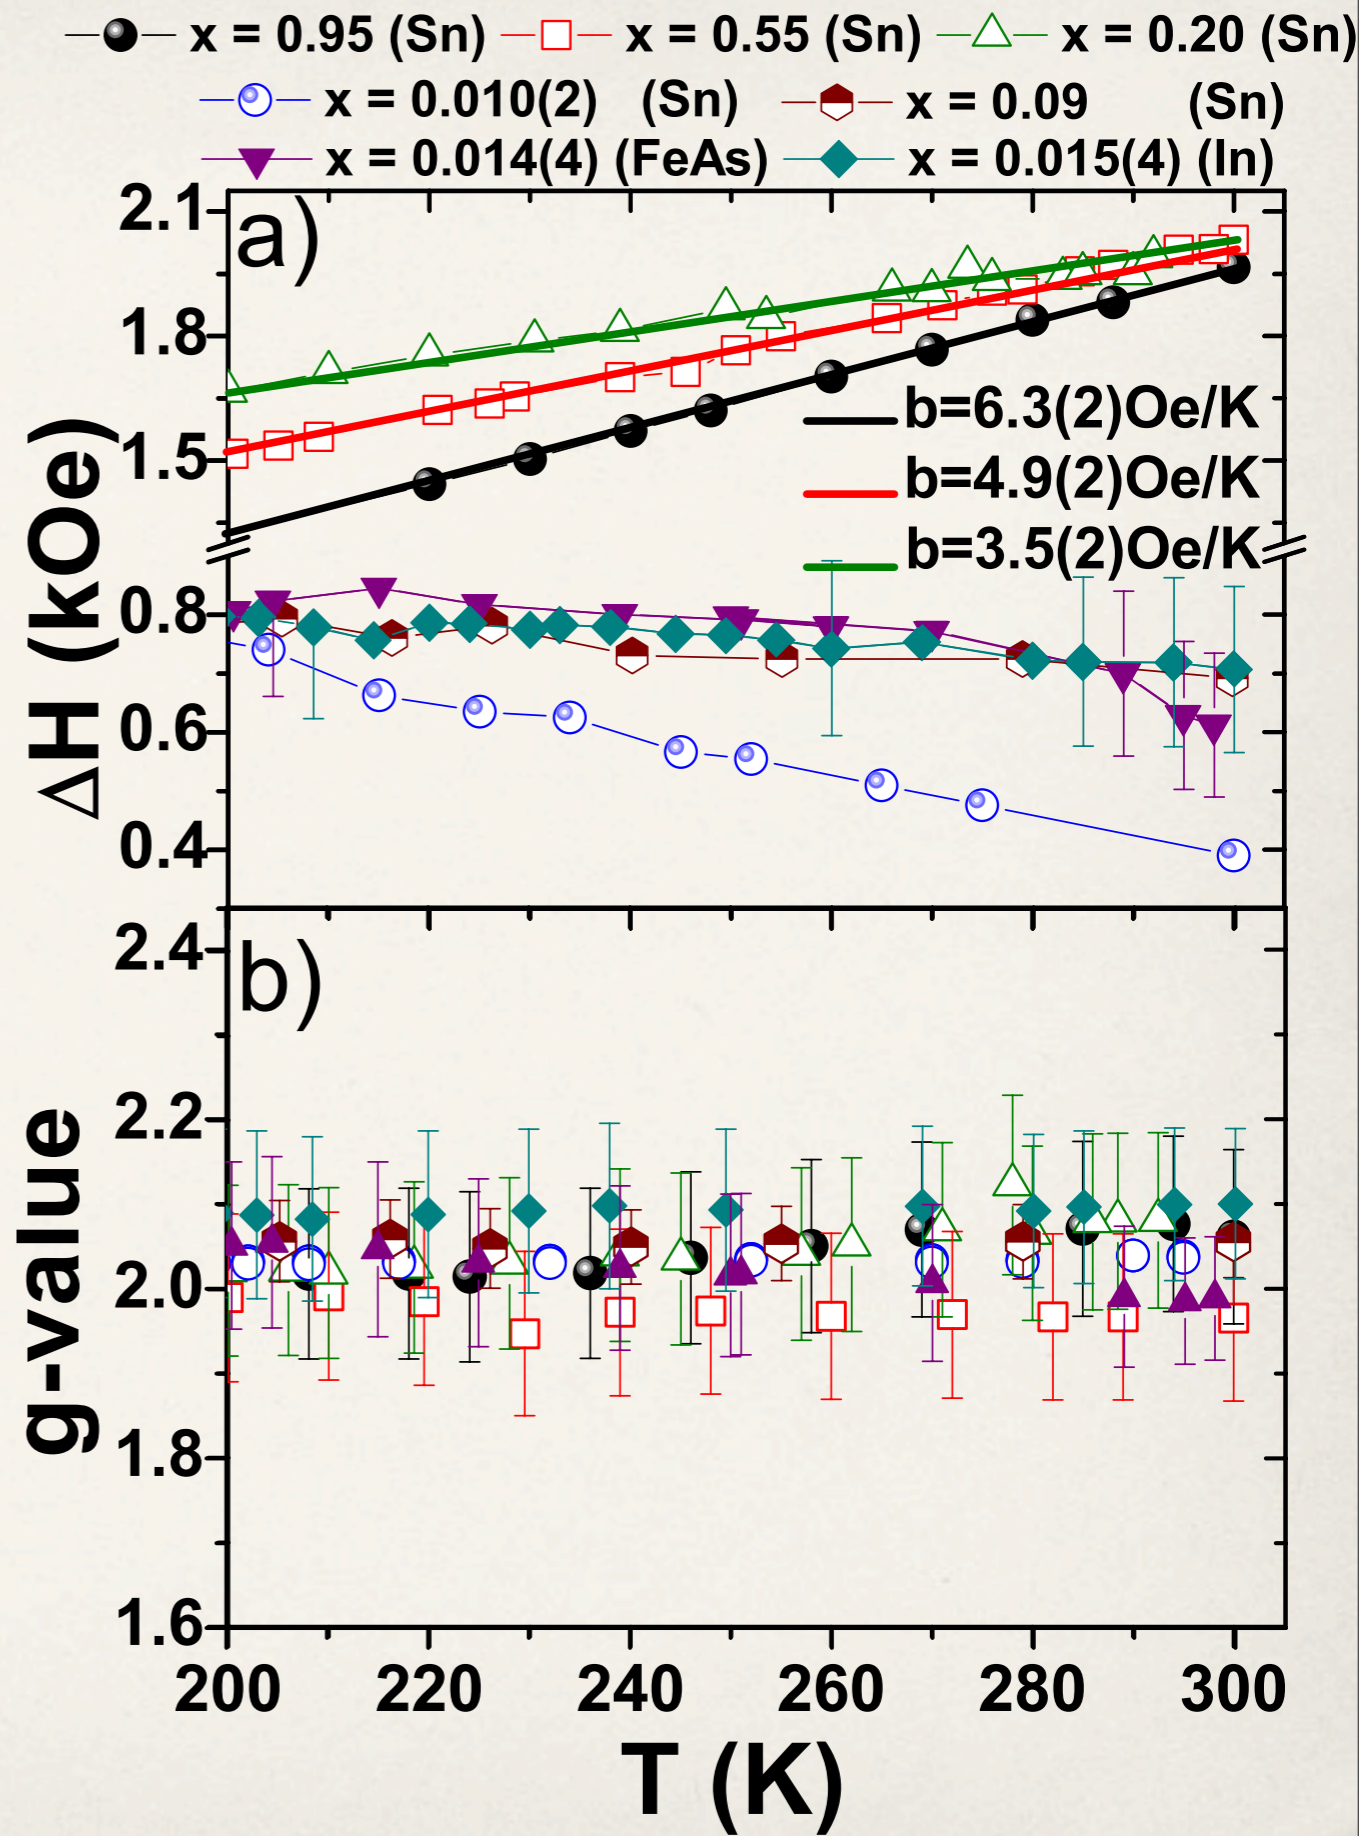 x = 0.95 (Sn) x = 0.55 (Sn) x = 0.20 (Sn)
x = 0.010(2) (Sn) x = 0.09 (Sn)
x = 0.014(4) (FeAs) x = 0.015(4) (In)
a)
2.1
1.8
1.5
0.8
0.6
0.4
ΔH (kOe)
b=6.3(2)Oe/K
b=4.9(2)Oe/K
b=3.5(2)Oe/K
b)
2.4
2.2
2.0
1.8
1.6
g-value
200 220 240 260 280 300
T (K)